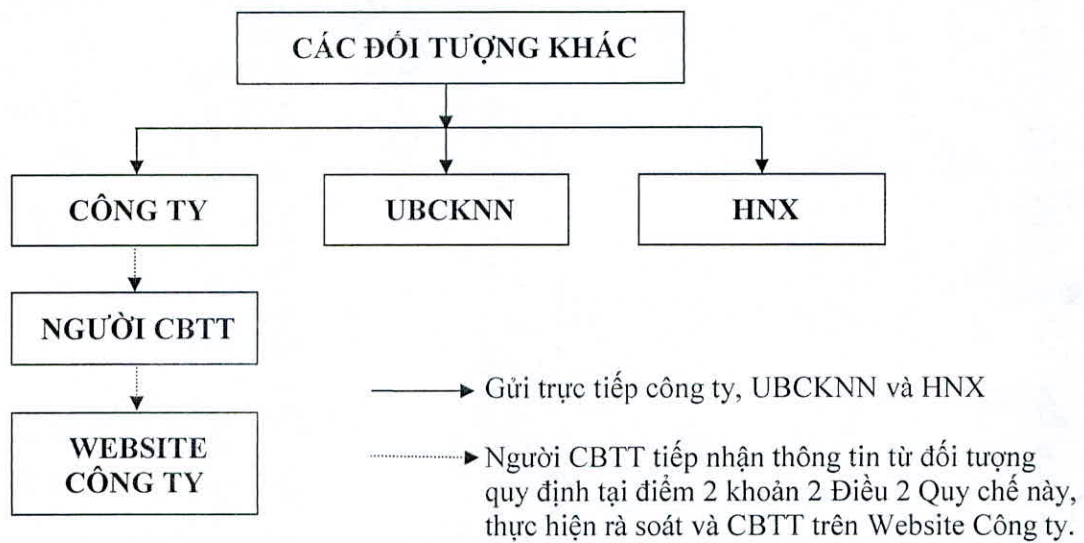 CÁC ĐỐI TƯỢNG KHÁC
CÔNG TY
UBCKNN
HNX
NGƯỜI CBTT
WEBSITE
CÔNG TY
Gửi trực tiếp công ty, UBCKNN và HNX
Người CBTT tiếp nhận thông tin từ đối tượng
quy định tại điểm 2 khoản 2 Điều 2 Quy chế này,
thực hiện rà soát và CBTT trên Website Công ty.